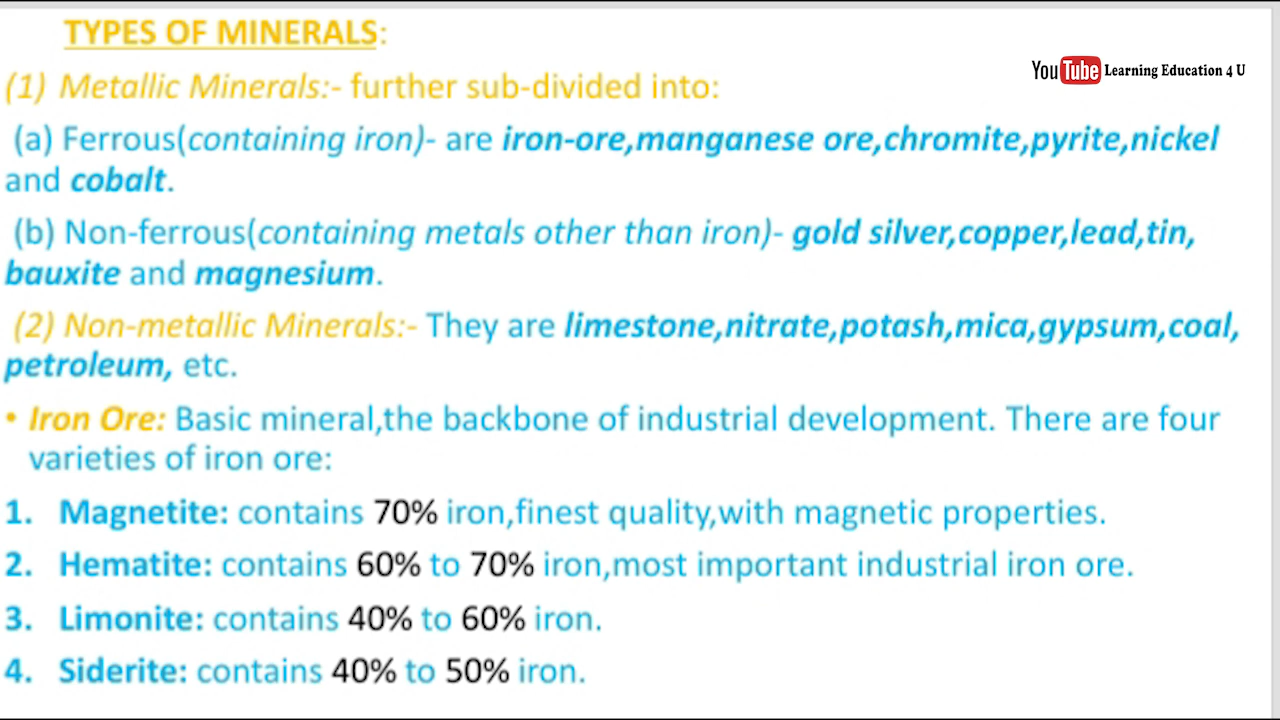 TYPES OF MINERALS:
YouTube Learning Education 4 U
(1) Metallic Minerals:- further sub-divided into:
(a) Ferrous(containing iron)- are iron-ore,manganese ore,chromite,pyrite,nickel
and cobalt.
(b) Non-ferrous(containing metals other than iron)- gold silver,copper,lead,tin,
bauxite and magnesium.
(2) Non-metallic Minerals:- They are limestone,nitrate,potash,mica,gypsum,coal,
petroleum, etc.
• Iron Ore: Basic mineral,the backbone of industrial development. There are four
varieties of iron ore:
1. Magnetite: contains 70% iron,finest quality,with magnetic properties.
2. Hematite: contains 60% to 70% iron,most important industrial iron ore.
3. Limonite: contains 40% to 60% iron.
4. Siderite: contains 40% to 50% iron.